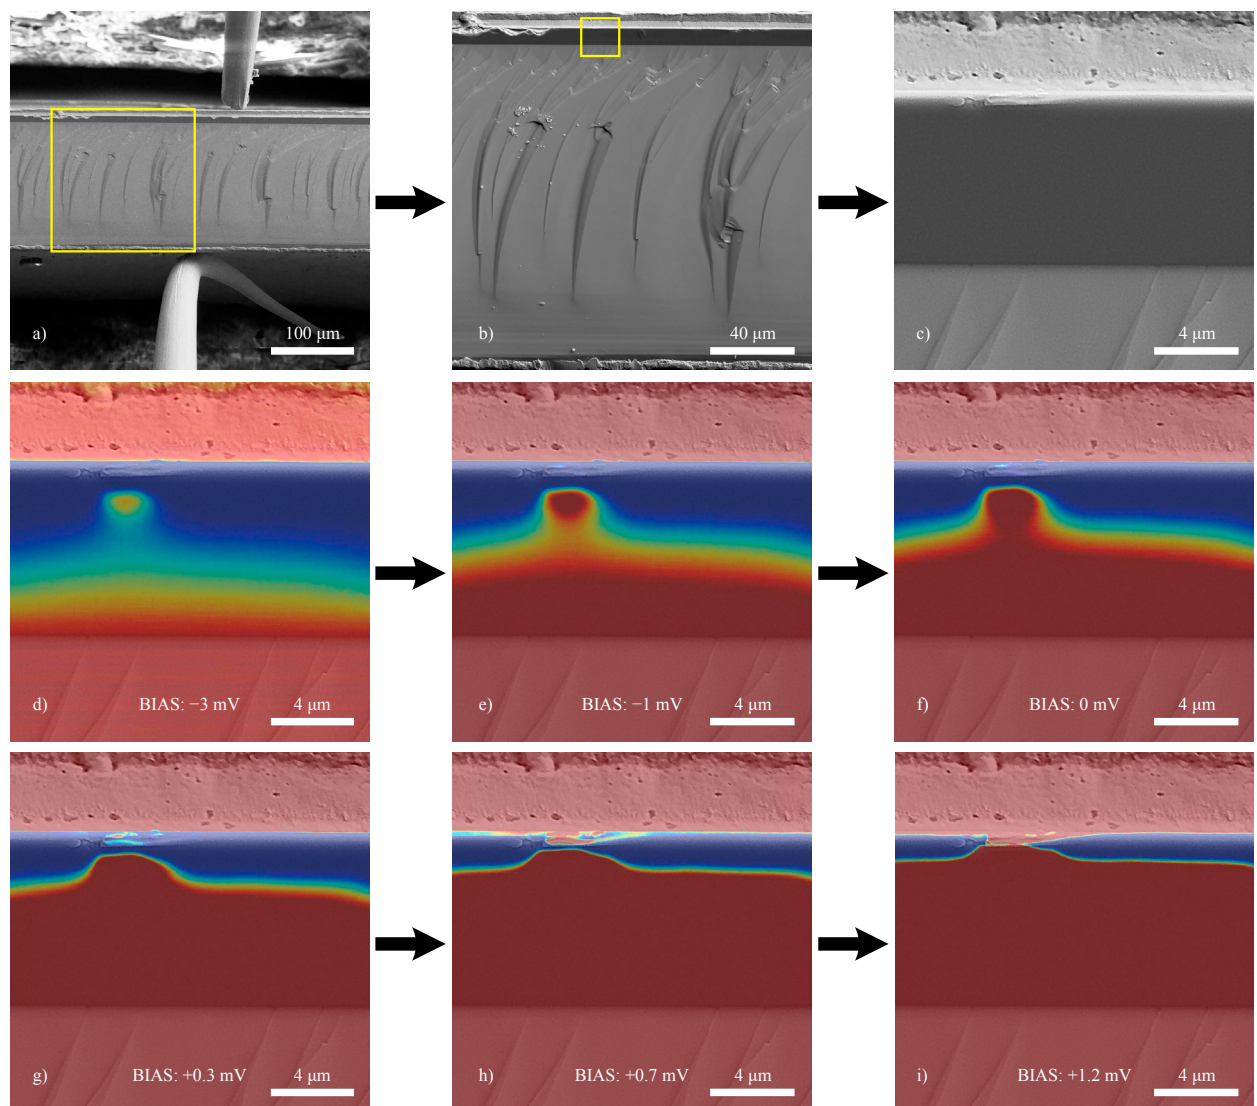 a) 100 μm
b) 40 μm
c) 4 μm
d) BIAS: −3 mV 4 μm
e) BIAS: −1 mV 4 μm
f) BIAS: 0 mV 4 μm
g) BIAS: +0.3 mV 4 μm
h) BIAS: +0.7 mV 4 μm
i) BIAS: +1.2 mV 4 μm